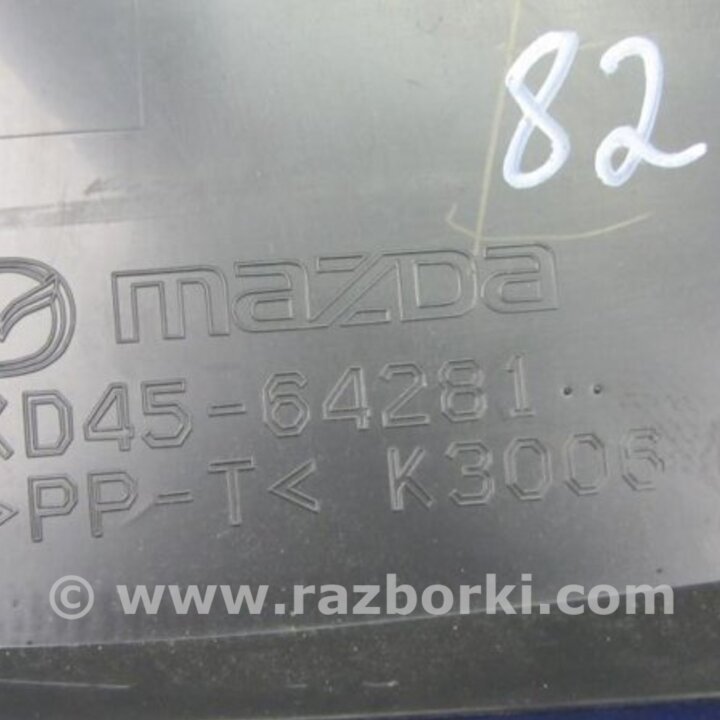 82
mazda
KD45-64281..
>PP-T< K3006
© www.razborki.com